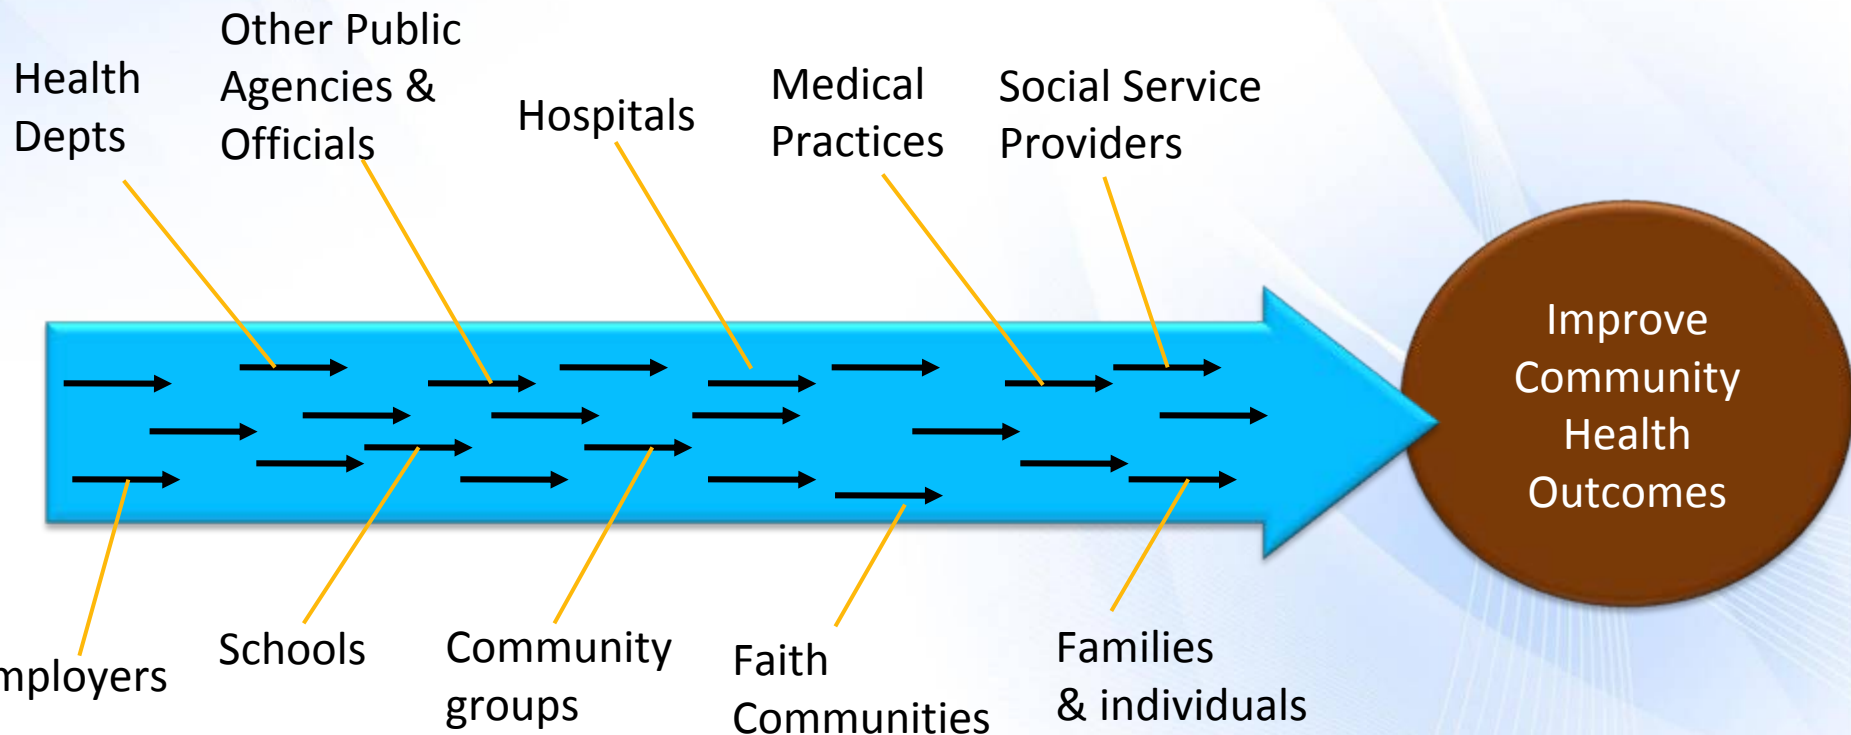 Health
Depts
Other Public
Agencies &
Officials
Hospitals
Medical
Practices
Social Service
Providers
Improve
Community
Health
Outcomes
mployers
Schools
Community
groups
Faith
Communities
Families
& individuals